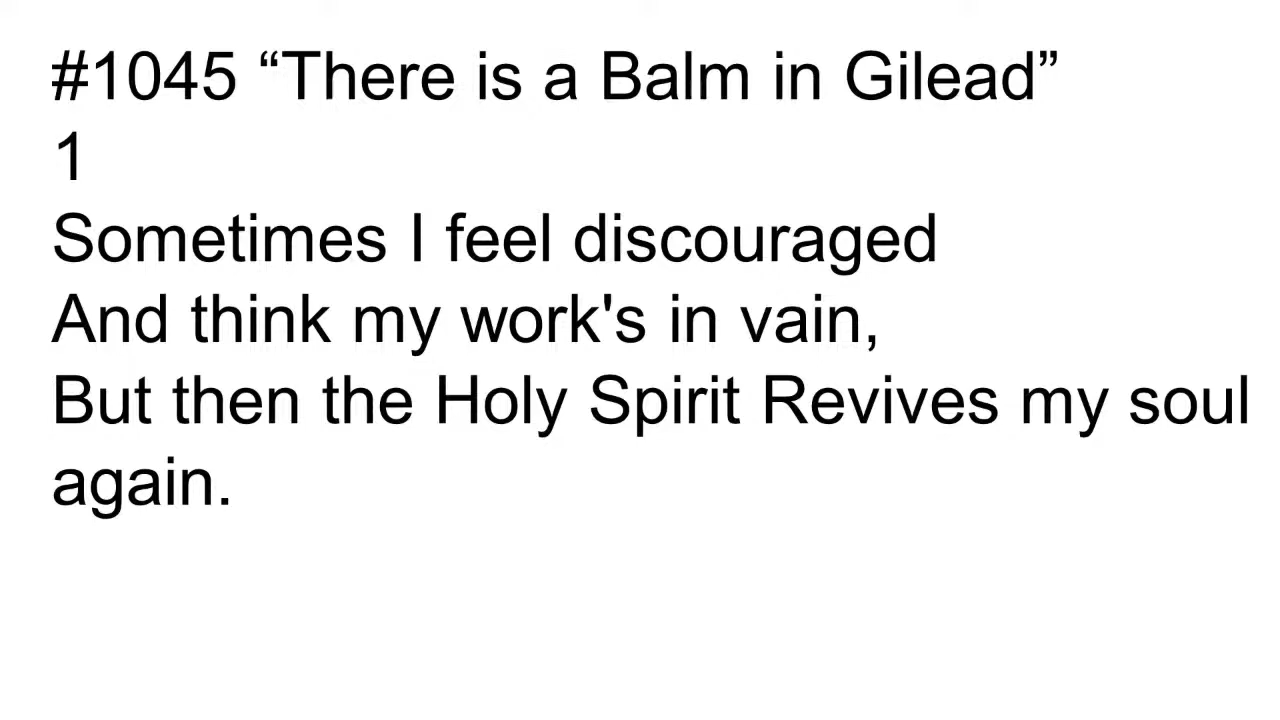 #1045 “There is a Balm in Gilead”
1
Sometimes I feel discouraged
And think my work's in vain,
But then the Holy Spirit Revives my soul
again.